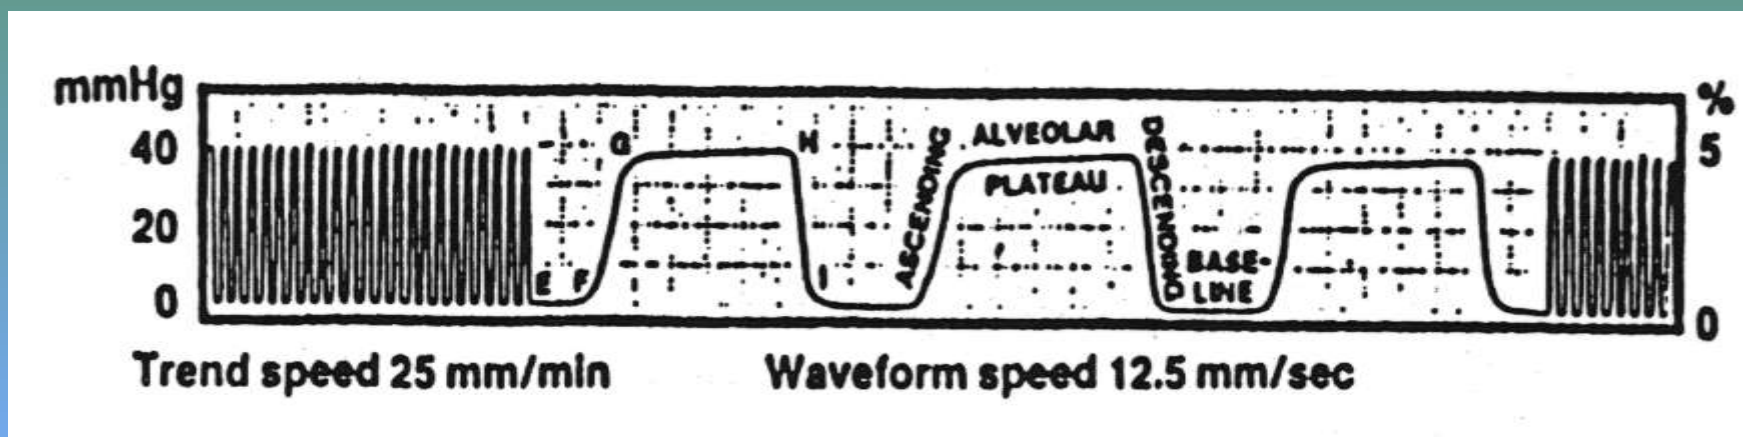 mmHg
%
40
5
20
0
0
G
H
E
F
I
ASCENDING
ALVEOLAR
PLATEAU
DESCENDING
BASE-
LINE
Trend speed 25 mm/min
Waveform speed 12.5 mm/sec